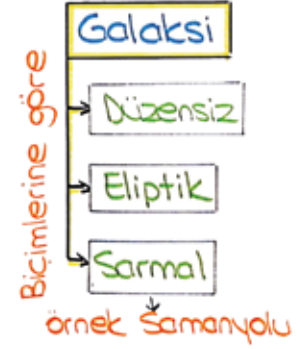 Galaksi
Biçimlerine göre
Düzensiz
Eliptik
Sarmal
örnek Samanyolu